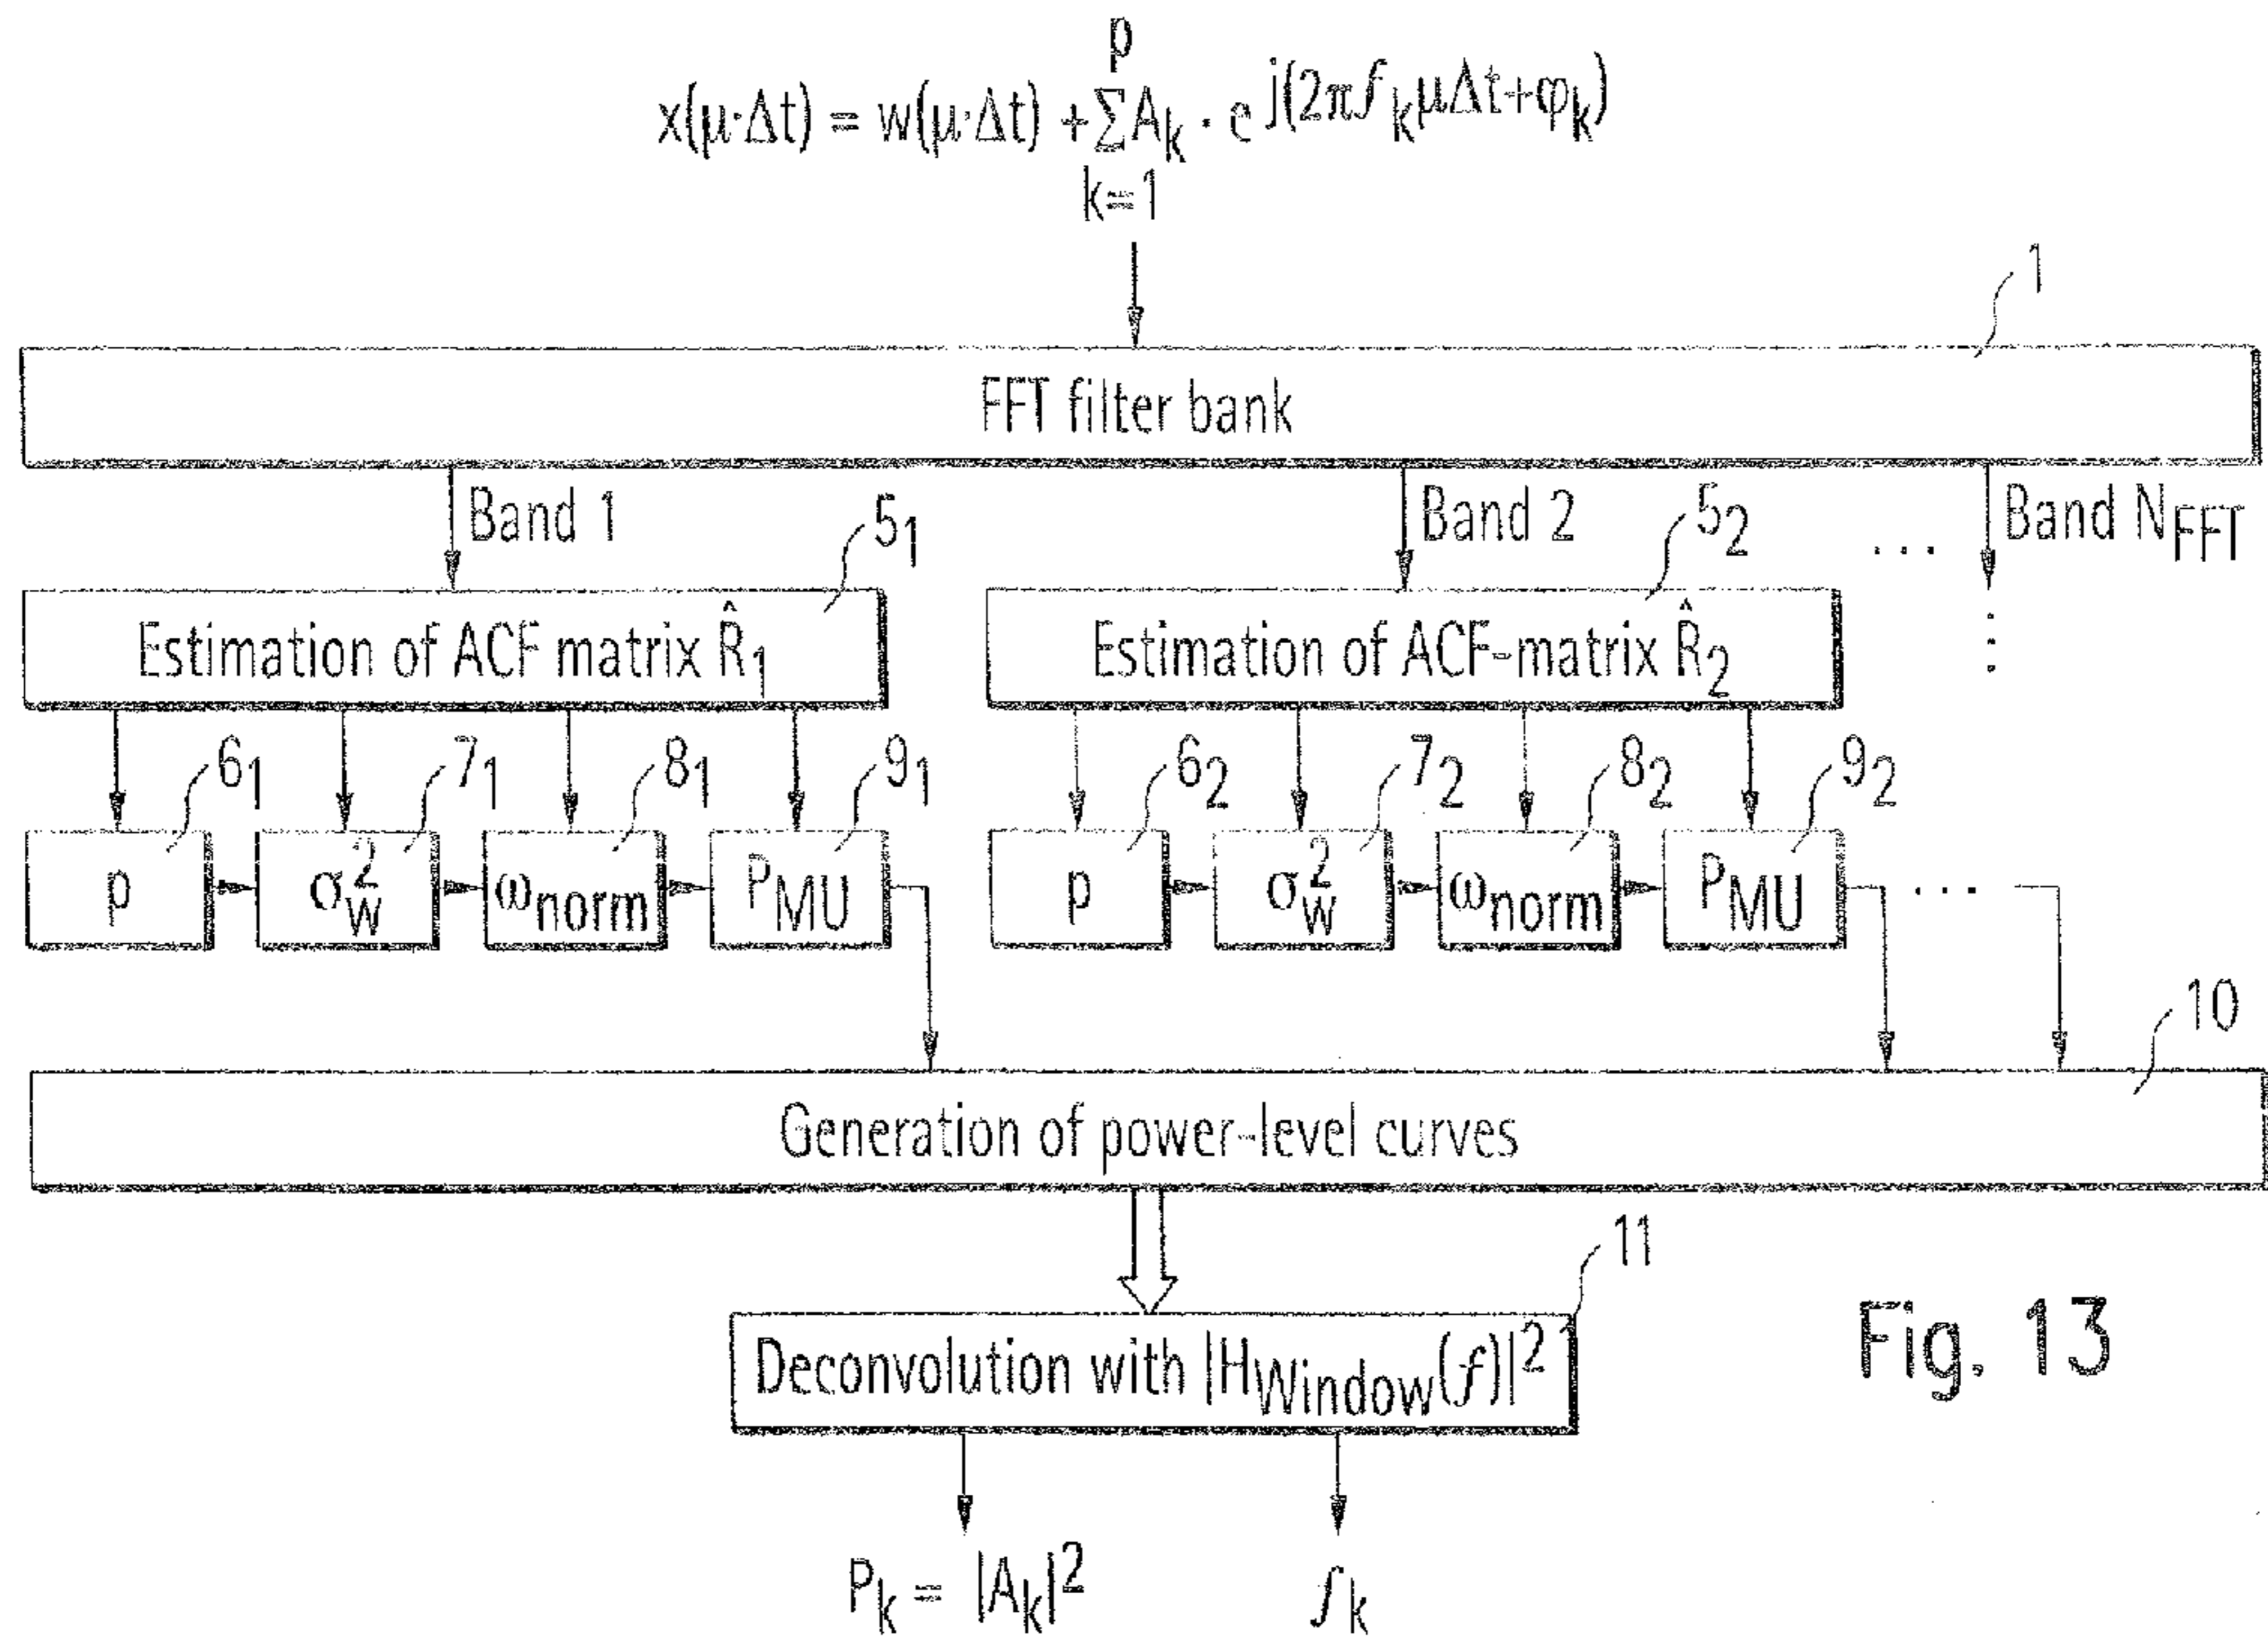 p
x(μ·Δt) = w(μ·Δt) + ∑ A_k · e^{j(2πf_kμΔt+φ_k)}
k=1
1
FFT filter bank
Band 1
5_1
Band 2
5_2
...
Band N_FFT
Estimation of ACF matrix R̂_1
Estimation of ACF-matrix R̂_2
⋮
6_1
7_1
8_1
9_1
6_2
7_2
8_2
9_2
p
σ_w^2
ω_norm
P_MU
p
σ_w^2
ω_norm
P_MU
...
10
Generation of power-level curves
11
Deconvolution with |H_Window(f)|^2
Fig. 13
P_k = |A_k|^2
f_k